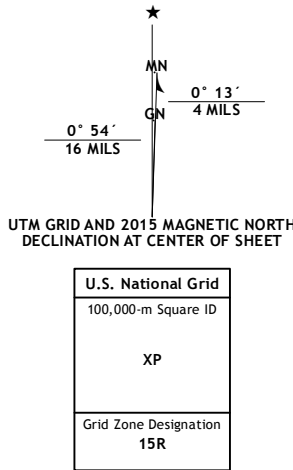 ★
MN
0° 13´
4 MILS
GN
0° 54´
16 MILS
UTM GRID AND 2015 MAGNETIC NORTH
DECLINATION AT CENTER OF SHEET
U.S. National Grid
100,000-m Square ID
XP
Grid Zone Designation
15R